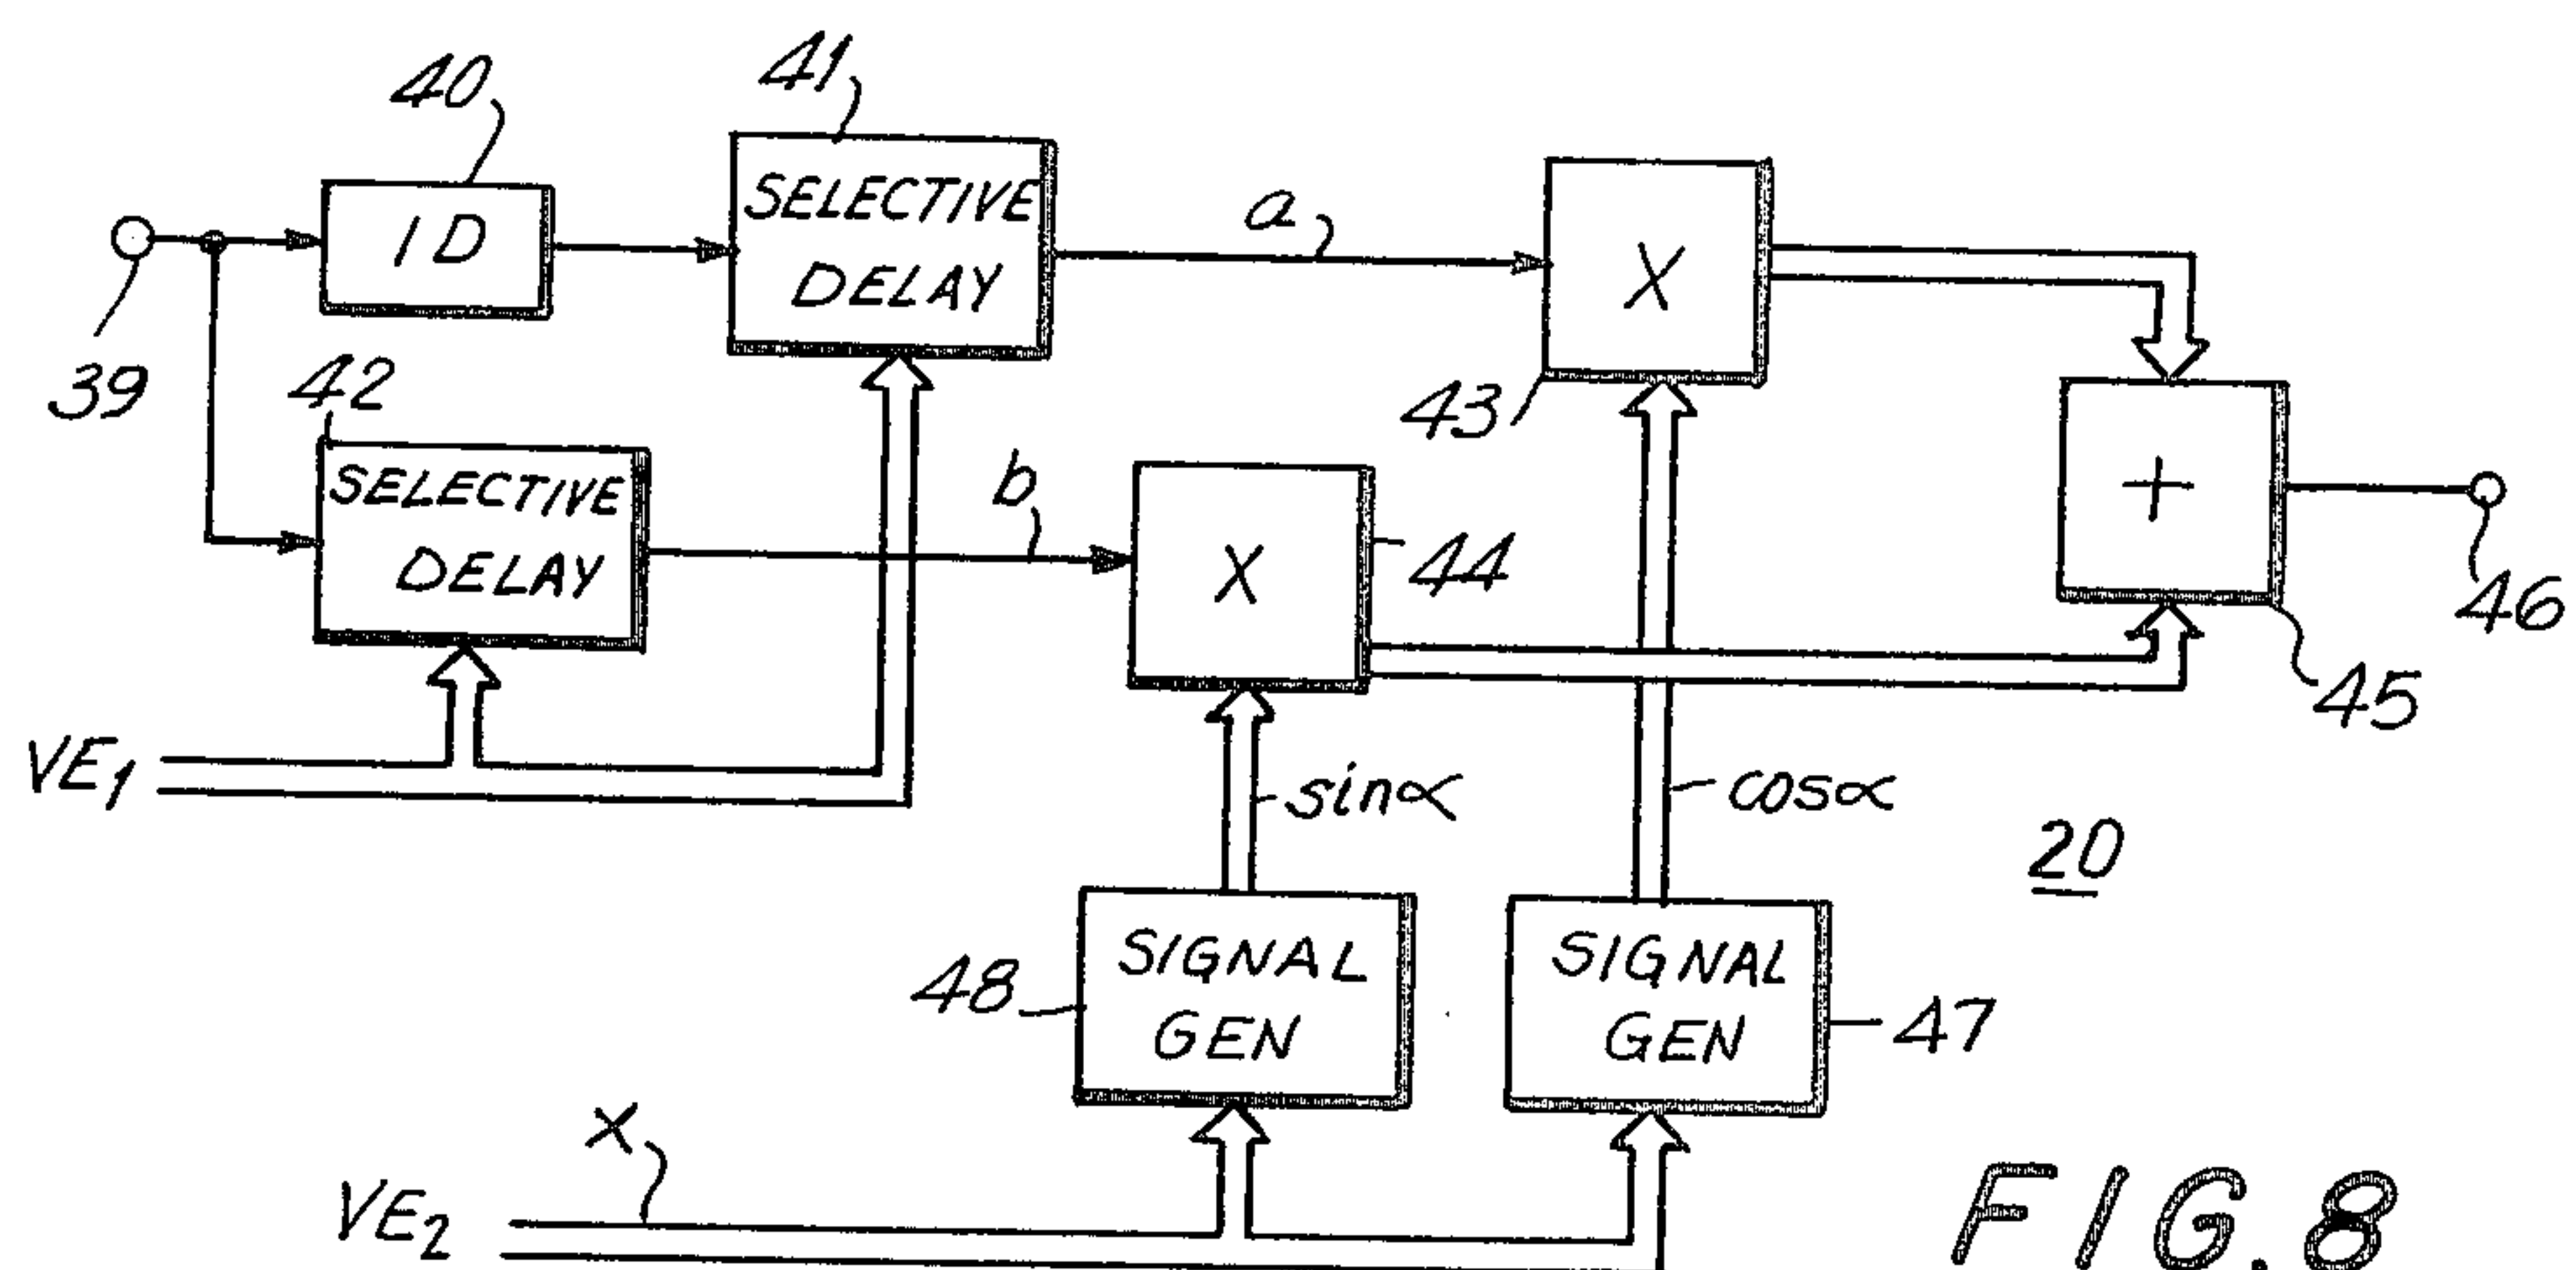 40
41
ID
SELECTIVE
DELAY
a
X
39
42
SELECTIVE
DELAY
b
X
43
44
+
46
45
VE1
sinα
cosα
20
48
SIGNAL
GEN
SIGNAL
GEN
47
x
VE2
FIG.8